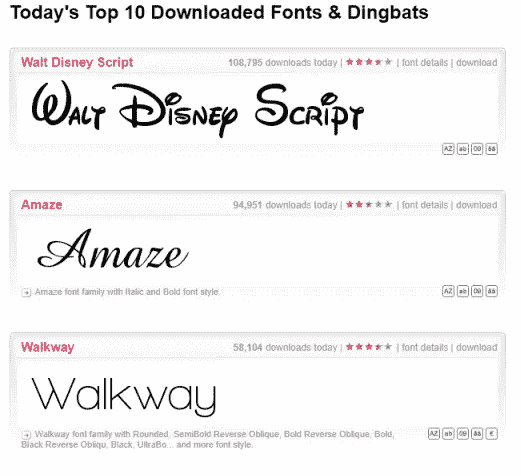 Today's Top 10 Downloaded Fonts & Dingbats
Walt Disney Script 108,795 downloads today | font details | download
Walt Disney Script
AZ ab 09 áä
Amaze 94,951 downloads today | font details | download
Amaze
Amaze font family with Italic and Bold font style. AZ ab 09 áä
Walkway 58,104 downloads today | font details | download
Walkway
Walkway font family with Rounded, SemiBold Reverse Oblique, Bold Reverse Oblique, Bold, AZ ab 09 áä €
Black Reverse Obliqu, Black, UltraBo... and more font style.